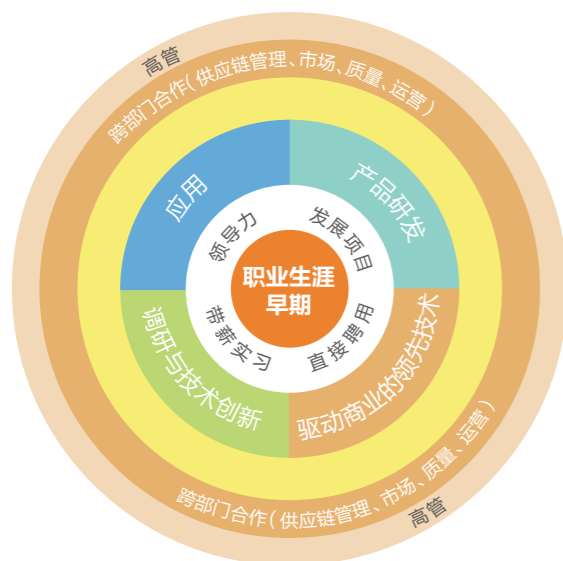 高管
跨部门合作(供应链管理、市场、质量、运营)
应用
产品研发
领导力
发展项目
职业生涯
早期
带薪实习
直接聘用
调研与技术创新
驱动商业的领先技术
跨部门合作(供应链管理、市场、质量、运营)
高管